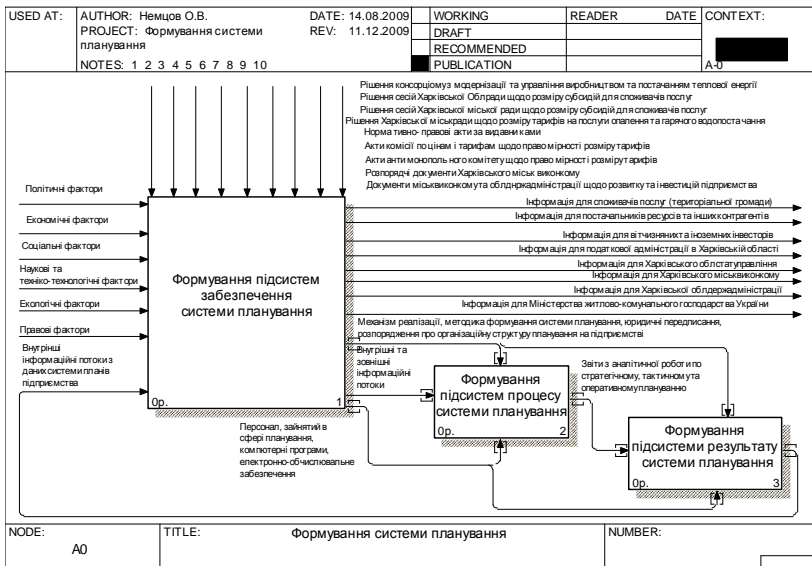 USED AT:
AUTHOR: Немцов О.В.
DATE: 14.08.2009
PROJECT: Формування системи
планування
REV: 11.12.2009
NOTES: 1 2 3 4 5 6 7 8 9 10
WORKING
DRAFT
RECOMMENDED
PUBLICATION
READER
DATE
CONTEXT:
A-0
Рішення консорціюму з модернізації та управління виробництвом та постачанням теплової енергії
Рішення сесій Харківської Облради щодо розміру субсидій для споживачів послуг
Рішення сесій Харківської міської ради щодо розміру субсидій для споживачів послуг
Рішення Харківської міськради щодо розміру тарифів на послуги опалення та гарячого водопостачання
Нормативно- правові акти за видавниками
Акти комісії по цінам і тарифам щодо правомірності розміру тарифів
Акти антимонопольного комітету щодо правомірності розміру тарифів
Розпорядчі документи Харківського міськвиконкому
Документи міськвиконкому та облдержадміністрації щодо розвитку та інвестицій підприємства
Політичні фактори
Економічні фактори
Соціальні фактори
Наукові та
техніко-технологічні фактори
Екологічні фактори
Правові фактори
Внутрішні
інформаційні потоки з
даних системи планів
підприємства
Формування підсистем
забезпечення
системи планування
0р.
1
Інформація для споживачів послуг (територіальної громади)
Інформація для постачальників ресурсів та інших контрагентів
Інформація для вітчизняних та іноземних інвесторів
Інформація для податкової адміністрації в Харківській області
Інформація для Харківського облстатуправління
Інформація для Харківського міськвиконкому
Інформація для Харківської облдержадміністрації
Інформація для Міністерства житлово-комунального господарства України
Механізм реалізації, методика формування системи планування, юридичні передписання,
розпорядження про організаційну структуру планування на підприємстві
Внутрішні та
зовнішні
інформаційні
потоки
Формування
підсистем процесу
системи планування
0р.
2
Звіти з аналітичної роботи по
стратегічному, тактичному та
оперативному плануванню
Персонал, зайнятий в
сфері планування,
компютерні програми,
електронно-обчислювальне
забезпечення
Формування
підсистеми результату
системи планування
0р.
3
NODE:
A0
TITLE:
Формування системи планування
NUMBER: